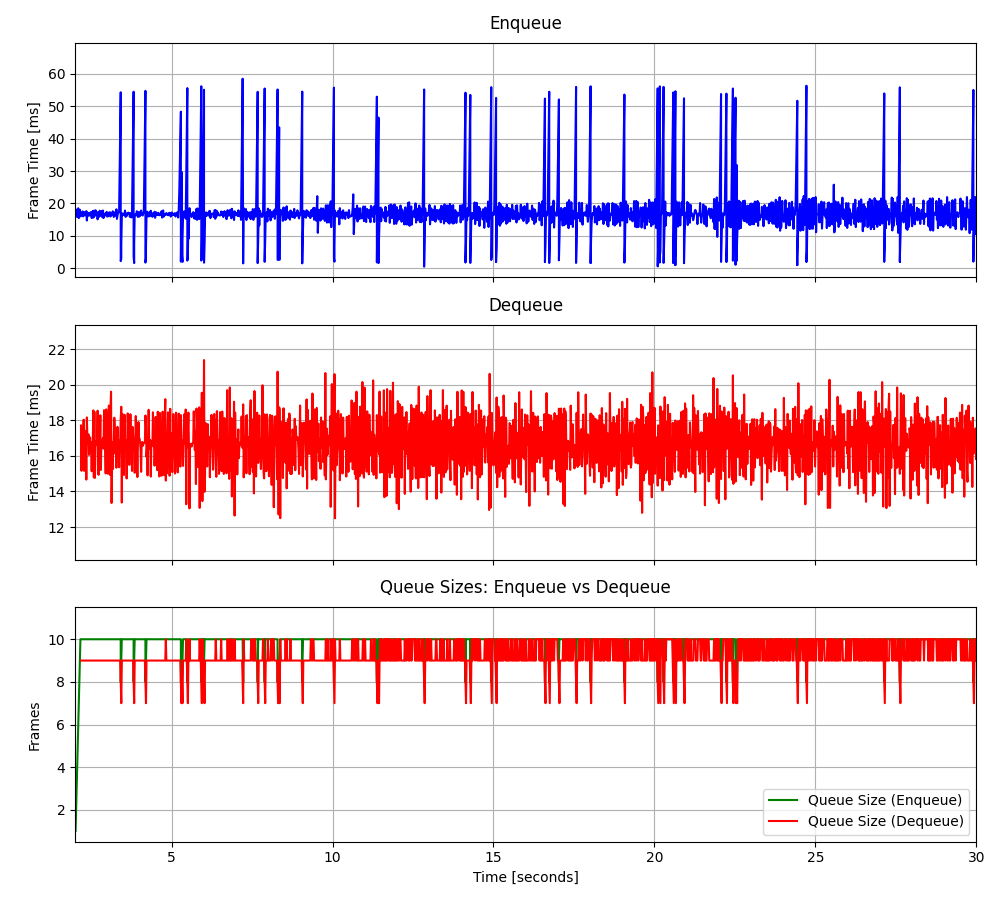 Enqueue
60
50
40
30
20
10
0
Frame Time [ms]
Dequeue
22
20
18
16
14
12
Frame Time [ms]
Queue Sizes: Enqueue vs Dequeue
10
8
6
4
2
Frames
Queue Size (Enqueue)
Queue Size (Dequeue)
5 10 15 20 25 30
Time [seconds]